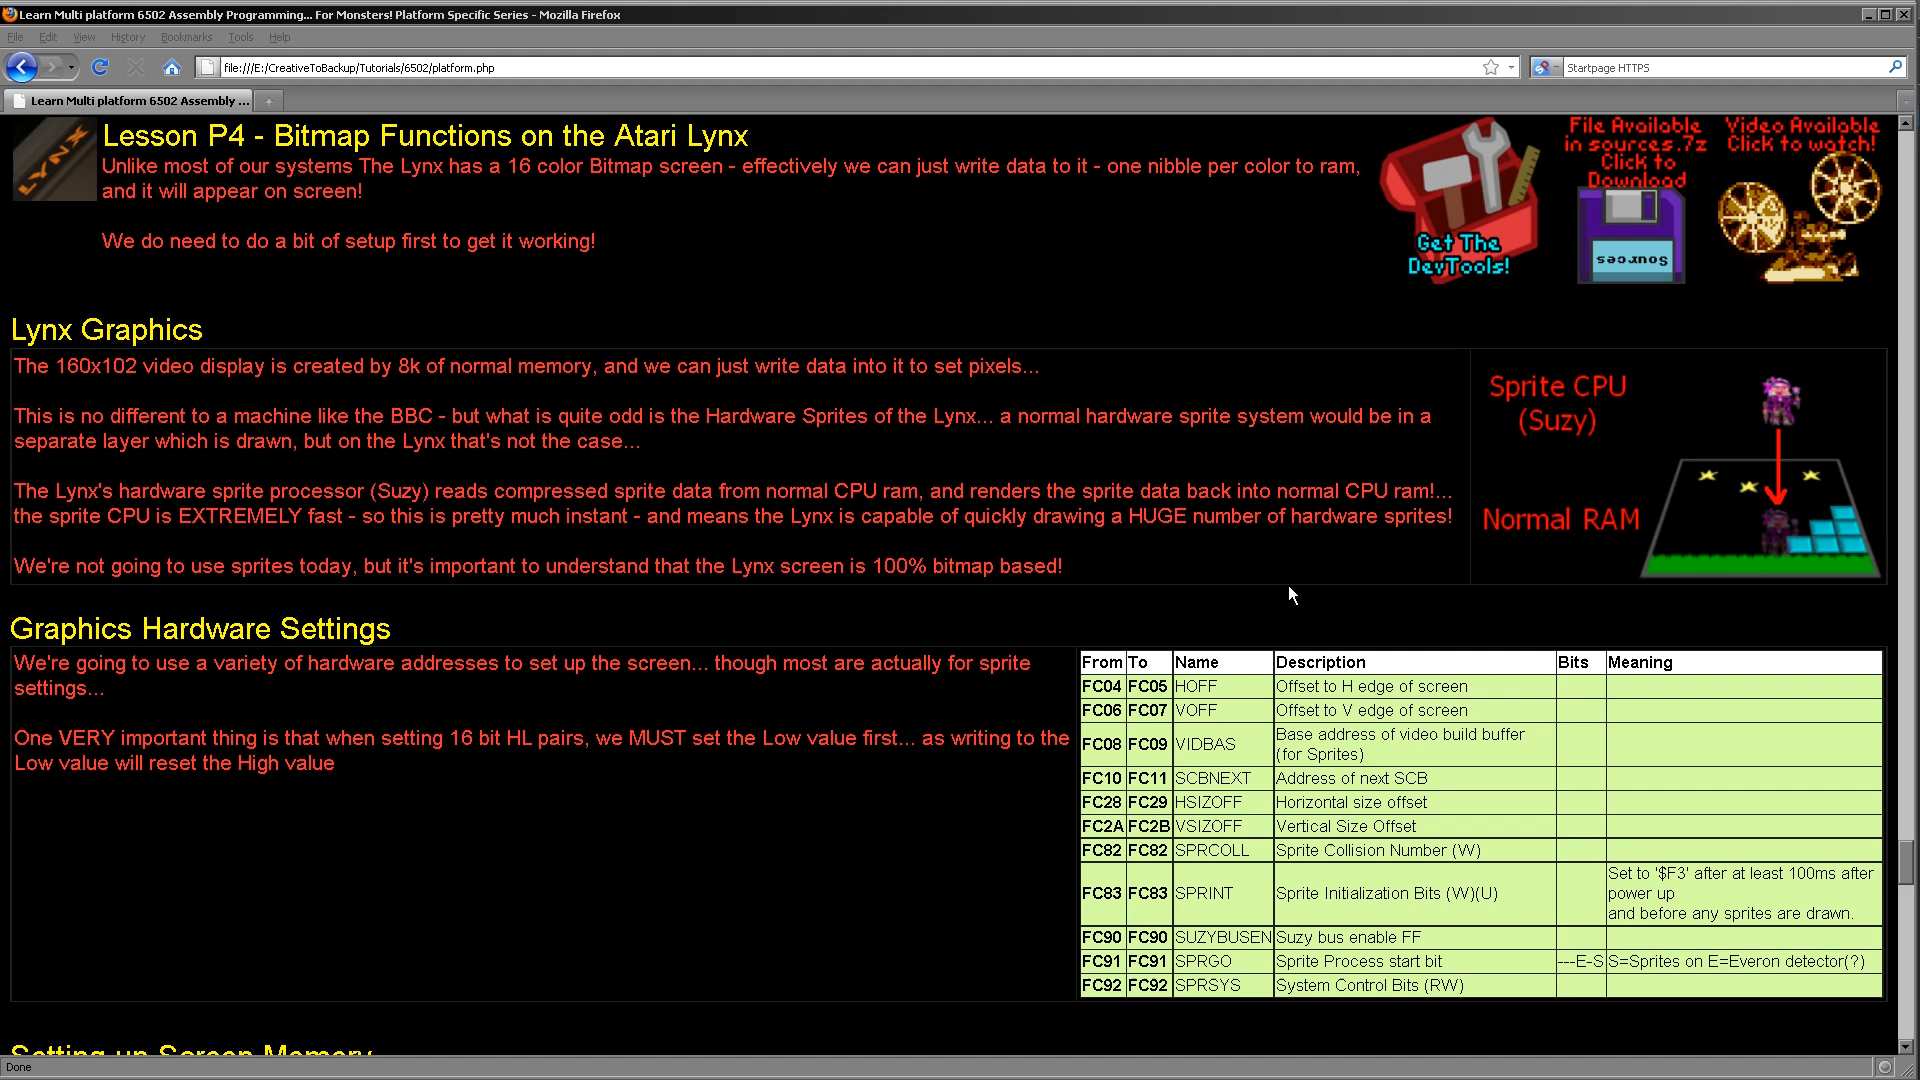 Learn Multi platform 6502 Assembly Programming... For Monsters! Platform Specific Series - Mozilla Firefox
File Edit View History Bookmarks Tools Help
file:///E:/CreativeToBackup/Tutorials/6502/platform.php
Startpage HTTPS
Learn Multi platform 6502 Assembly ...
LYNX
Lesson P4 - Bitmap Functions on the Atari Lynx
Unlike most of our systems The Lynx has a 16 color Bitmap screen - effectively we can just write data to it - one nibble per color to ram,
and it will appear on screen!
We do need to do a bit of setup first to get it working!
Get The
DevTools!
File Available
in sources.7z
Click to
Download
Sources
Video Available
Click to watch!
Lynx Graphics
The 160x102 video display is created by 8k of normal memory, and we can just write data into it to set pixels...
This is no different to a machine like the BBC - but what is quite odd is the Hardware Sprites of the Lynx... a normal hardware sprite system would be in a
separate layer which is drawn, but on the Lynx that's not the case...
The Lynx's hardware sprite processor (Suzy) reads compressed sprite data from normal CPU ram, and renders the sprite data back into normal CPU ram!...
the sprite CPU is EXTREMELY fast - so this is pretty much instant - and means the Lynx is capable of quickly drawing a HUGE number of hardware sprites!
We're not going to use sprites today, but it's important to understand that the Lynx screen is 100% bitmap based!
Sprite CPU
(Suzy)
Normal RAM
Graphics Hardware Settings
We're going to use a variety of hardware addresses to set up the screen... though most are actually for sprite
settings...
One VERY important thing is that when setting 16 bit HL pairs, we MUST set the Low value first... as writing to the
Low value will reset the High value
From To Name Description Bits Meaning
FC04 FC05 HOFF Offset to H edge of screen
FC06 FC07 VOFF Offset to V edge of screen
FC08 FC09 VIDBAS Base address of video build buffer
(for Sprites)
FC10 FC11 SCBNEXT Address of next SCB
FC28 FC29 HSIZOFF Horizontal size offset
FC2A FC2B VSIZOFF Vertical Size Offset
FC82 FC82 SPRCOLL Sprite Collision Number (W)
FC83 FC83 SPRINT Sprite Initialization Bits (W)(U) Set to '$F3' after at least 100ms after
power up
and before any sprites are drawn.
FC90 FC90 SUZYBUSEN Suzy bus enable FF
FC91 FC91 SPRGO Sprite Process start bit ---E-S S=Sprites on E=Everon detector(?)
FC92 FC92 SPRSYS System Control Bits (RW)
Setting up Screen Memory
Done